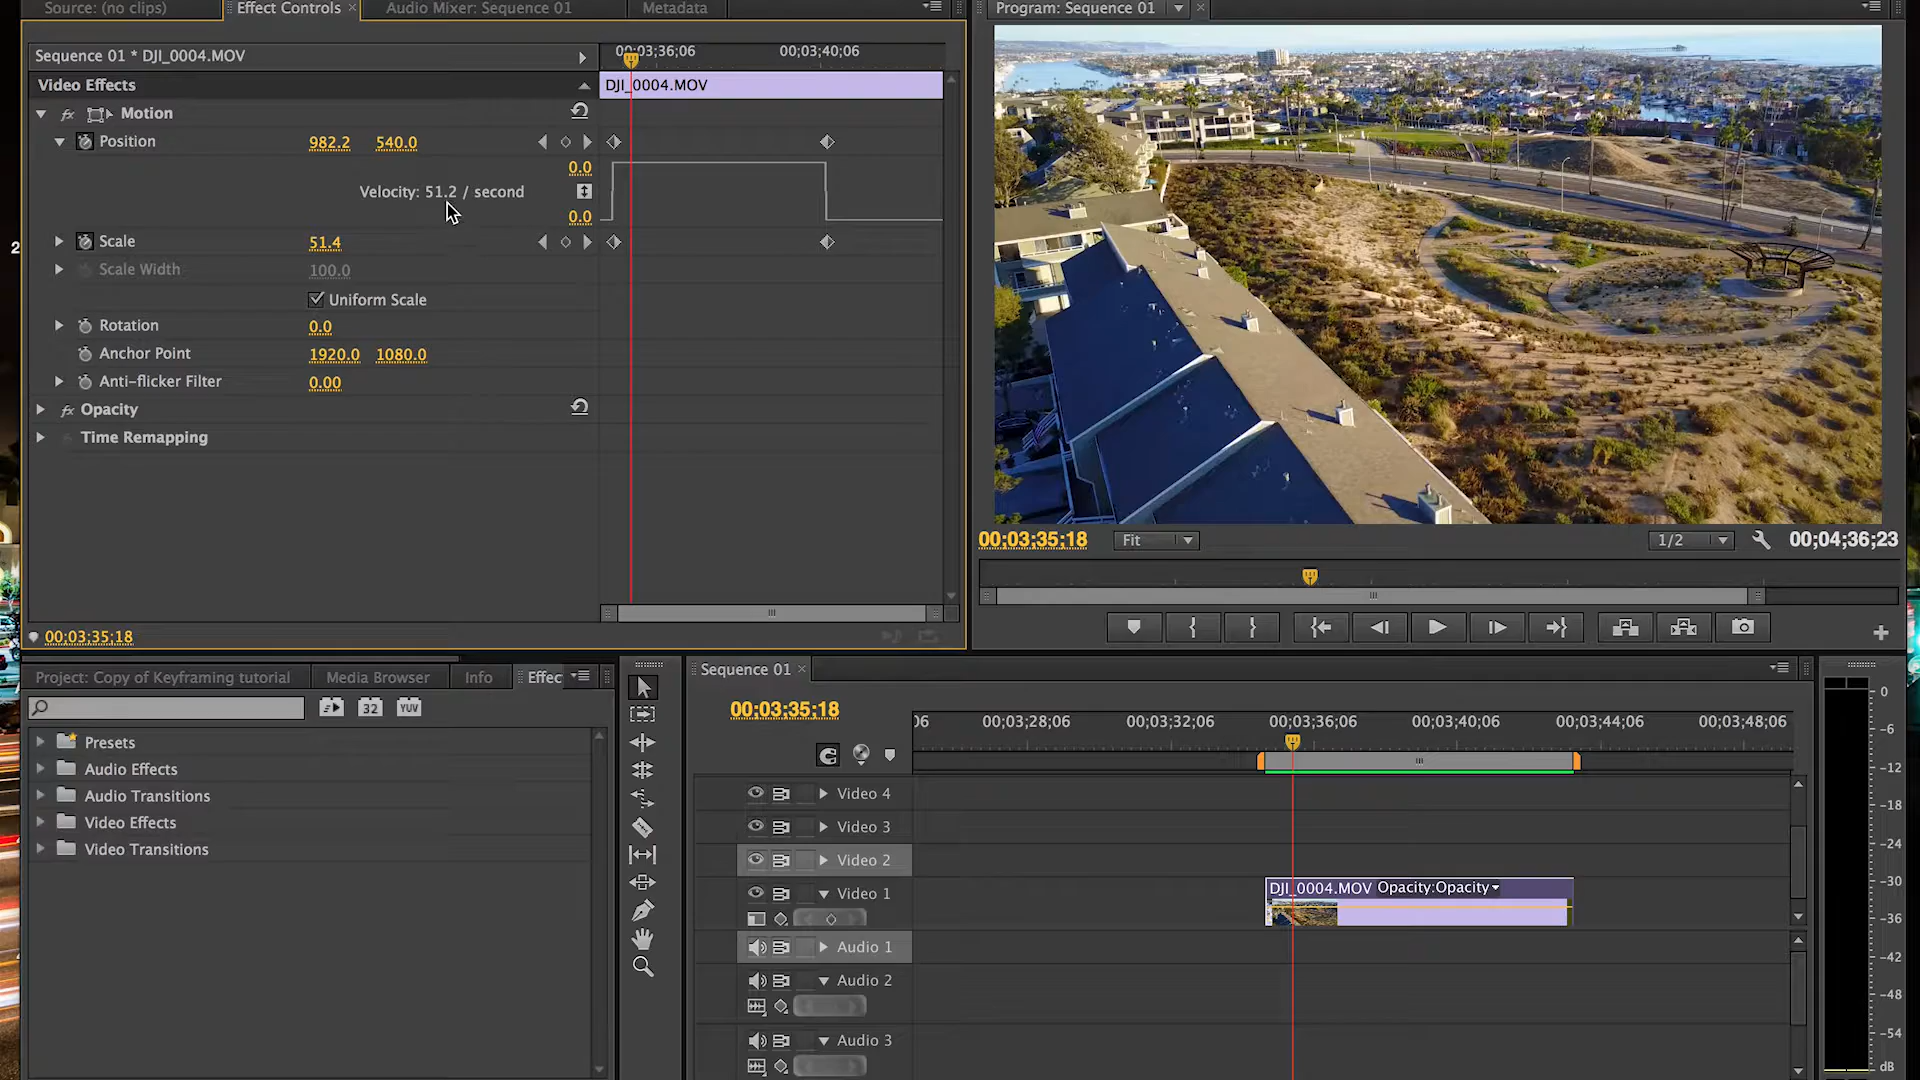 Source: (no clips)
Effect Controls ×
Audio Mixer: Sequence 01
Metadata
Program: Sequence 01
Sequence 01 * DJI_0004.MOV
00;03;36;06
00;03;40;06
Video Effects
DJI_0004.MOV
fx Motion
Position 982.2 540.0
0.0
Velocity: 51.2 / second
0.0
Scale 51.4
Scale Width 100.0
Uniform Scale
Rotation 0.0
Anchor Point 1920.0 1080.0
Anti-flicker Filter 0.00
fx Opacity
Time Remapping
2
00;03;35;18
00;03;35;18
Fit
1/2
00;04;36;23
Project: Copy of Keyframing tutorial
Media Browser
Info
Effec
32
YUV
Presets
Audio Effects
Audio Transitions
Video Effects
Video Transitions
Sequence 01 ×
00;03;35;18
06
00;03;28;06
00;03;32;06
00;03;36;06
00;03;40;06
00;03;44;06
00;03;48;06
Video 4
Video 3
Video 2
Video 1
DJI_0004.MOV Opacity:Opacity
Audio 1
Audio 2
Audio 3
0
-6
-12
-18
-24
-30
-36
-42
-48
-54
dB